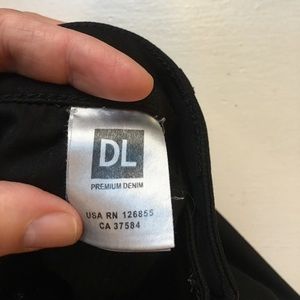 DL
PREMIUM DENIM
USA RN 126855
CA 37584